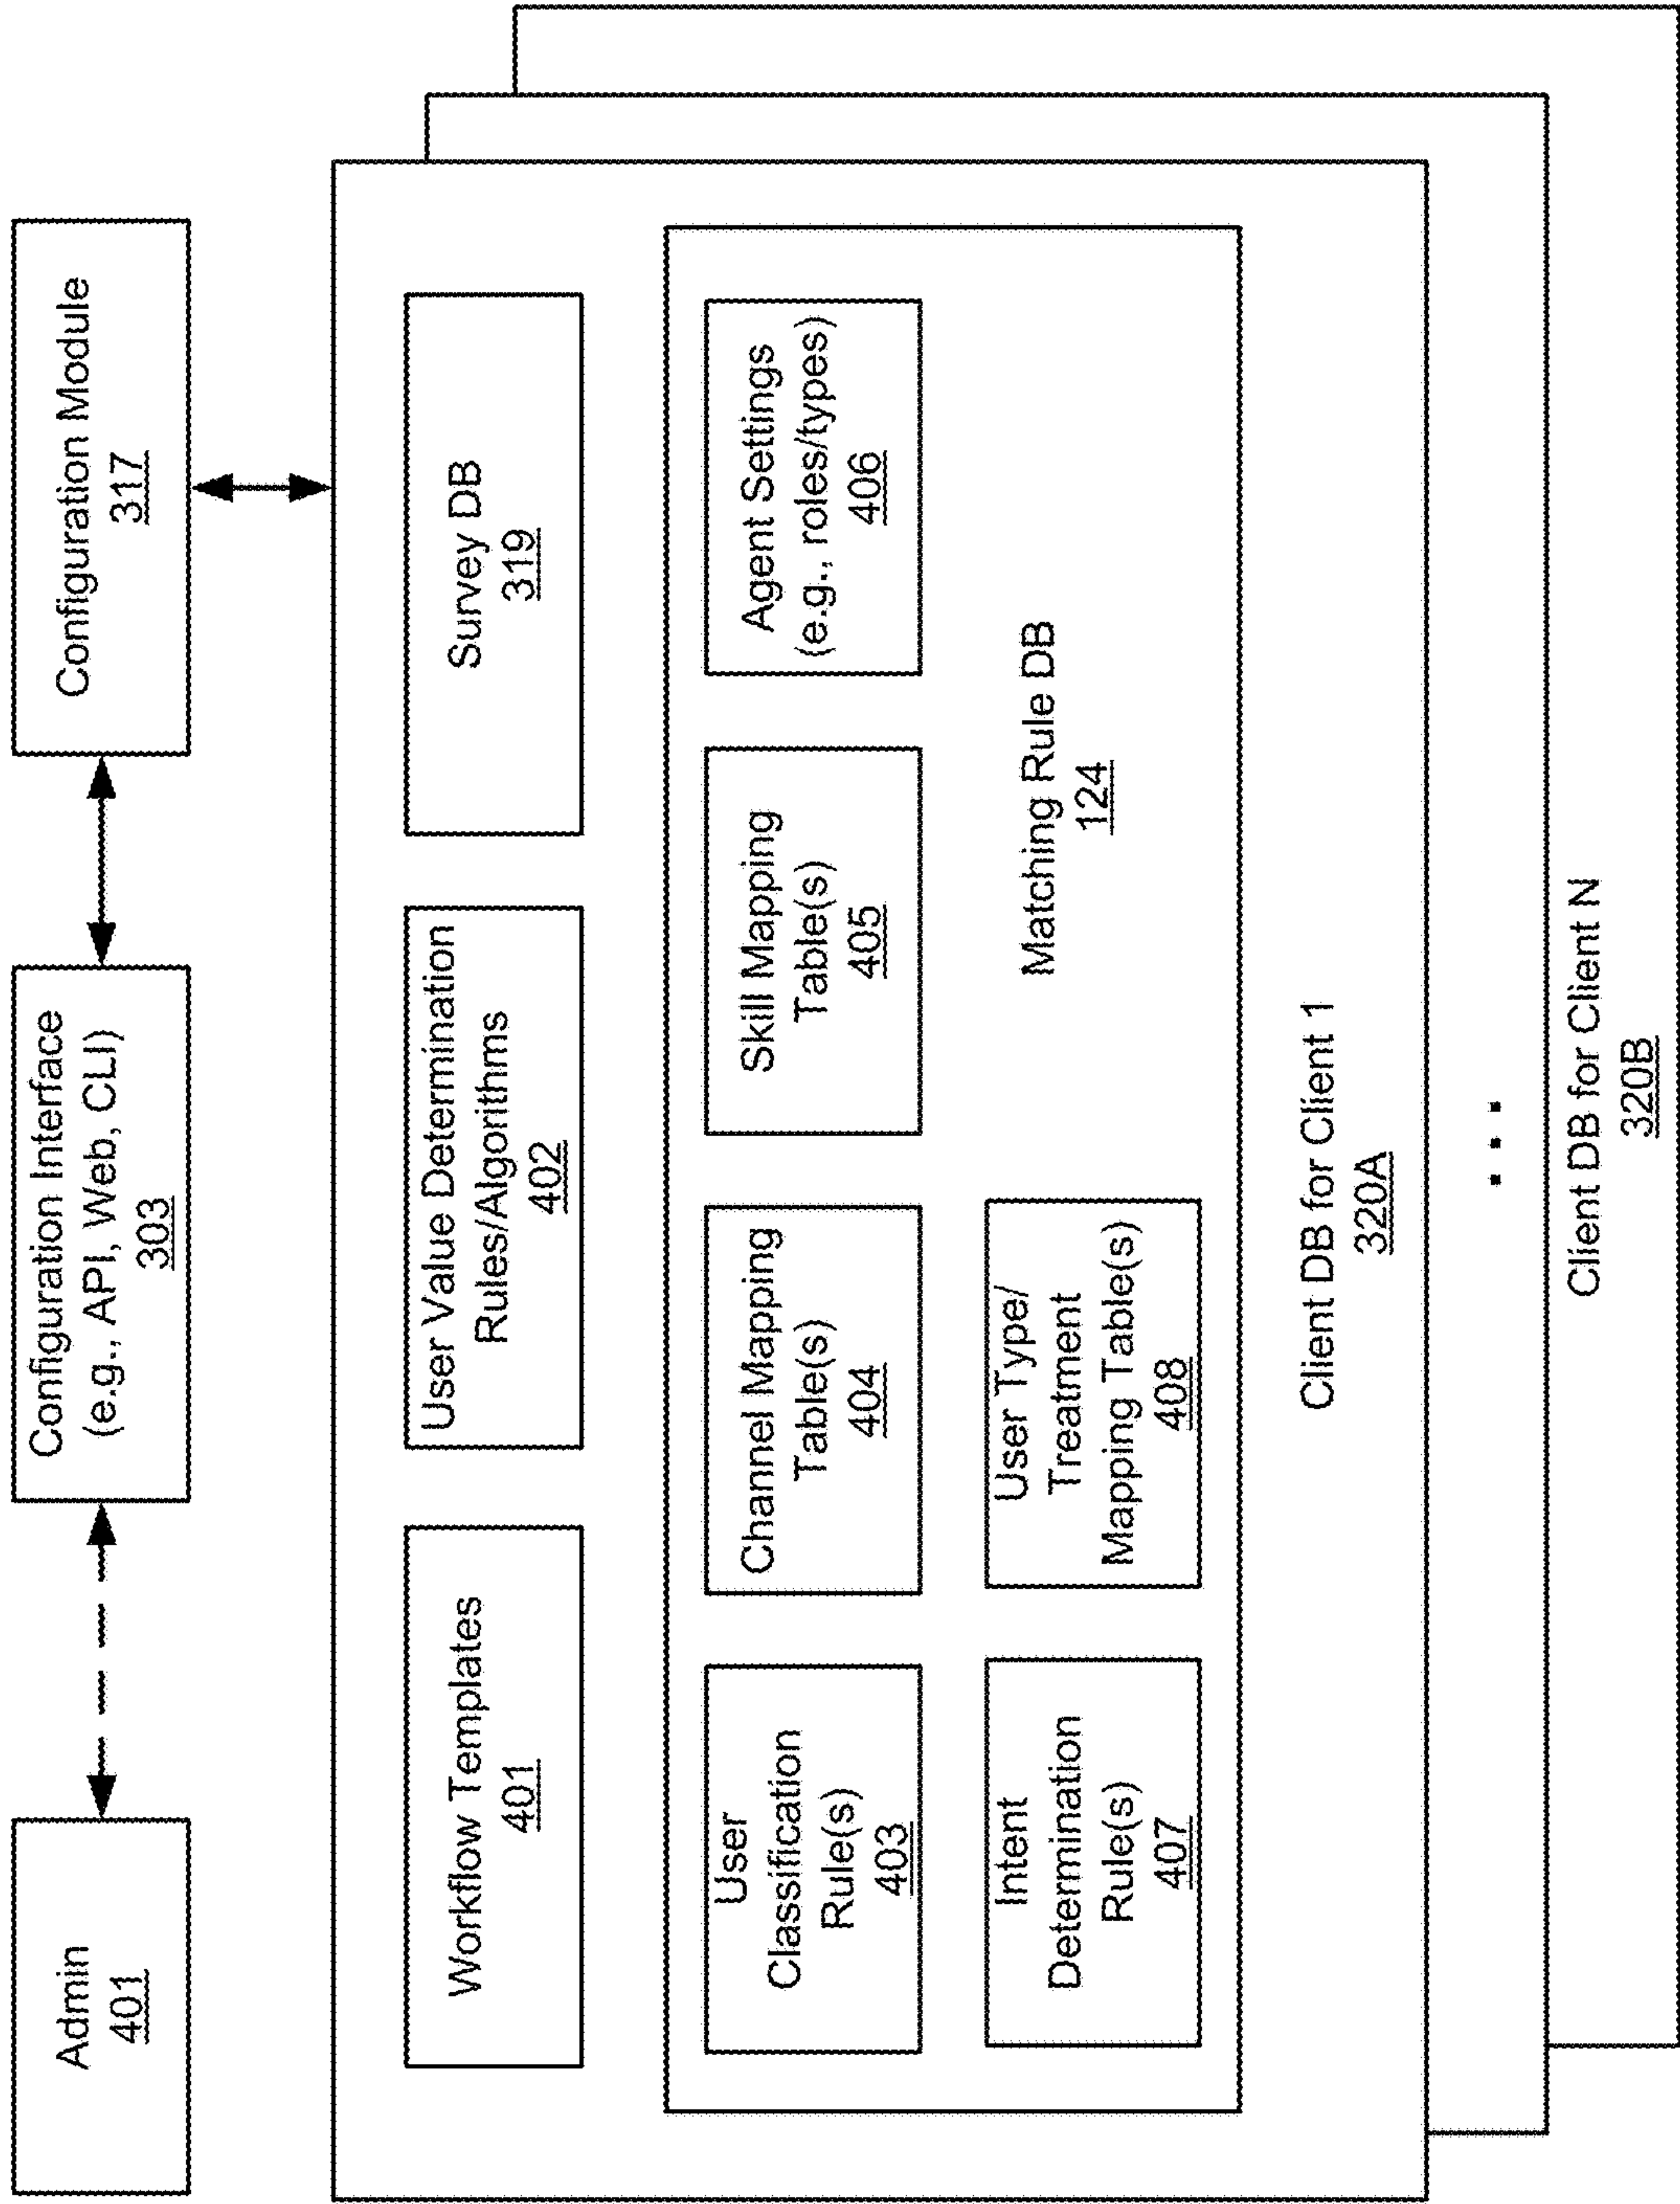 Admin
401
Configuration Interface
(e.g., API, Web, CLI)
303
Configuration Module
317
Workflow Templates
401
User Value Determination
Rules/Algorithms
402
Survey DB
319
User
Classification
Rule(s)
403
Channel Mapping
Table(s)
404
Skill Mapping
Table(s)
405
Agent Settings
(e.g., roles/types)
406
Intent
Determination
Rule(s)
407
User Type/
Treatment
Mapping Table(s)
408
Matching Rule DB
124
Client DB for Client 1
320A
...
Client DB for Client N
320B